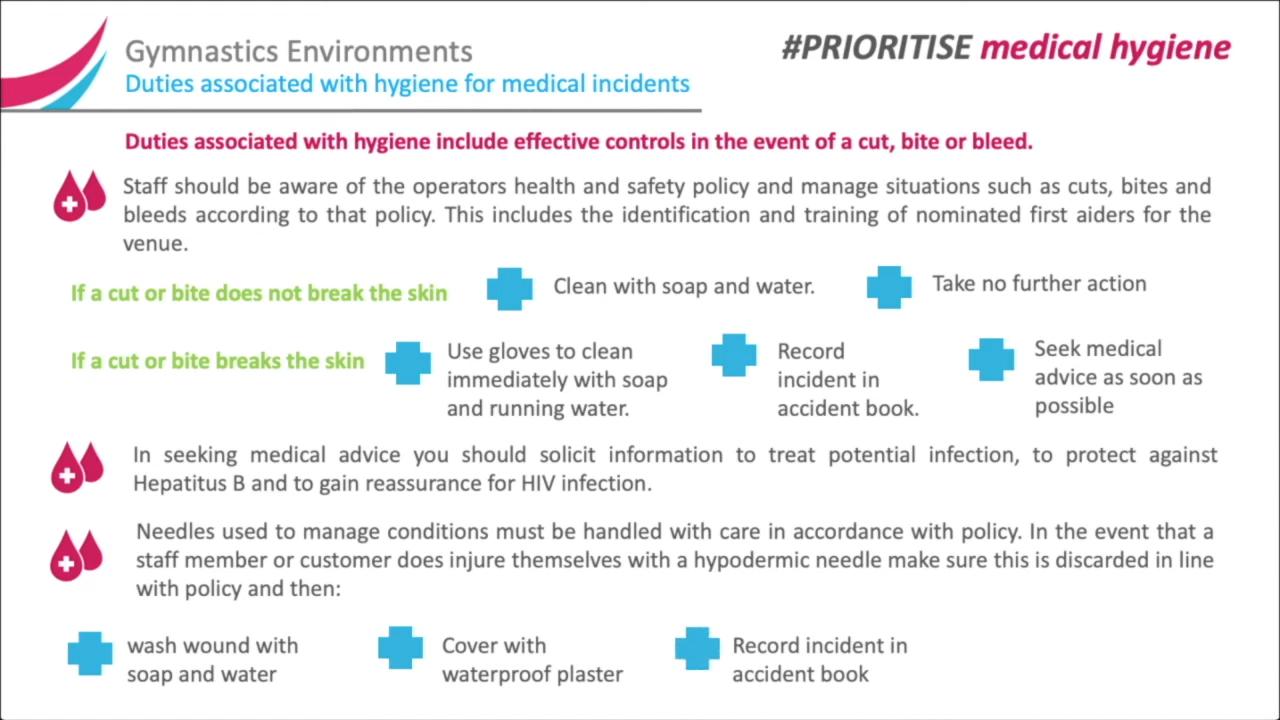 Gymnastics Environments
#PRIORITISE medical hygiene
Duties associated with hygiene for medical incidents
Duties associated with hygiene include effective controls in the event of a cut, bite or bleed.
Staff should be aware of the operators health and safety policy and manage situations such as cuts, bites and
bleeds according to that policy. This includes the identification and training of nominated first aiders for the
venue.
If a cut or bite does not break the skin
Clean with soap and water.
Take no further action
If a cut or bite breaks the skin
Use gloves to clean
immediately with soap
and running water.
Record
incident in
accident book.
Seek medical
advice as soon as
possible
In seeking medical advice you should solicit information to treat potential infection, to protect against
Hepatitus B and to gain reassurance for HIV infection.
Needles used to manage conditions must be handled with care in accordance with policy. In the event that a
staff member or customer does injure themselves with a hypodermic needle make sure this is discarded in line
with policy and then:
wash wound with
soap and water
Cover with
waterproof plaster
Record incident in
accident book